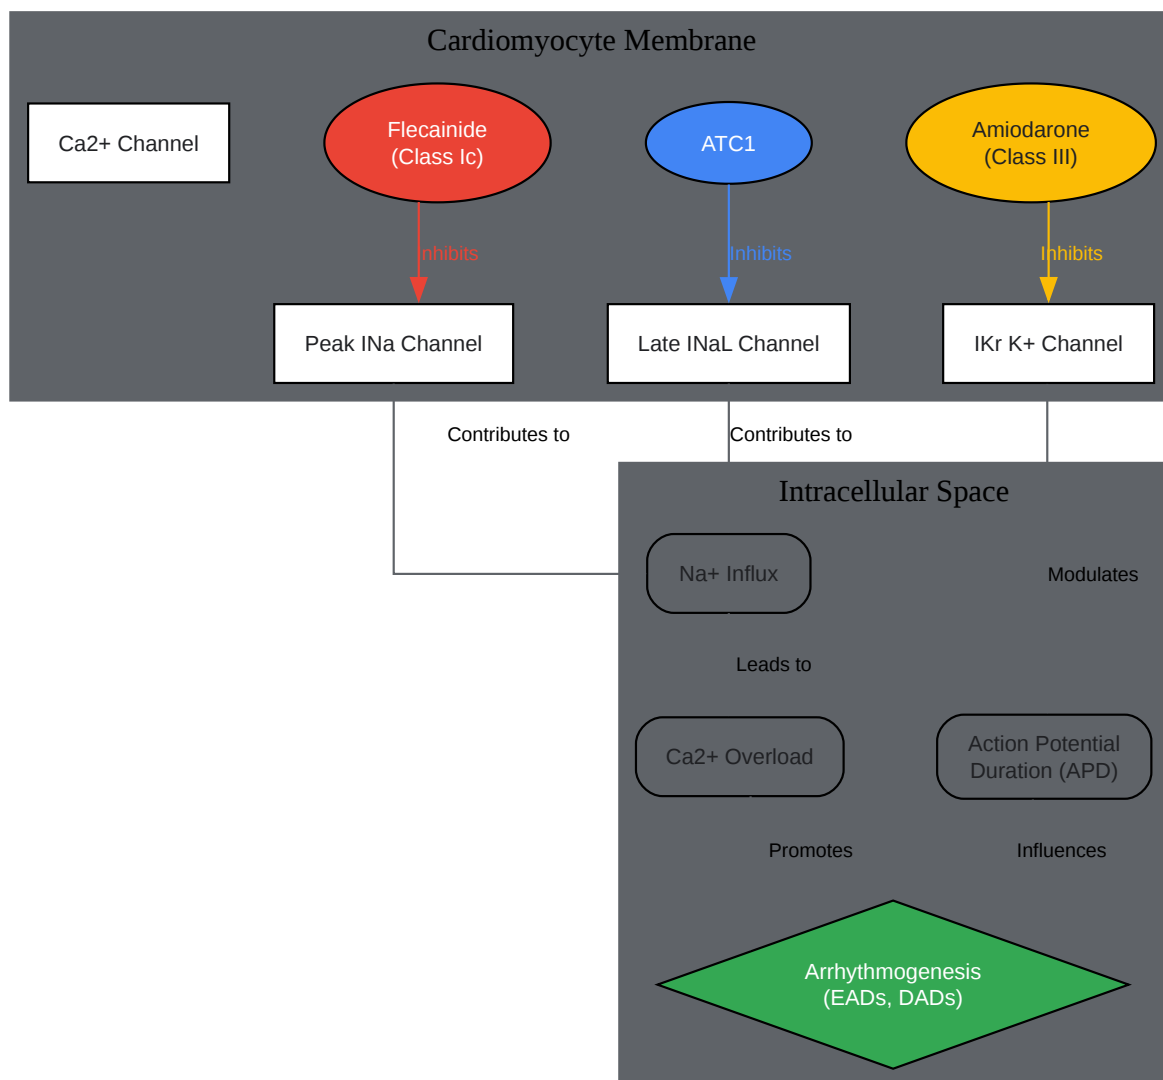 Cardiomyocyte Membrane
Ca2+ Channel
Flecainide
(Class Ic)
ATC1
Amiodarone
(Class III)
Inhibits
Inhibits
Inhibits
Peak INa Channel
Late INaL Channel
IKr K+ Channel
Contributes to
Contributes to
Intracellular Space
Na+ Influx
Modulates
Leads to
Ca2+ Overload
Action Potential
Duration (APD)
Promotes
Influences
Arrhythmogenesis
(EADs, DADs)